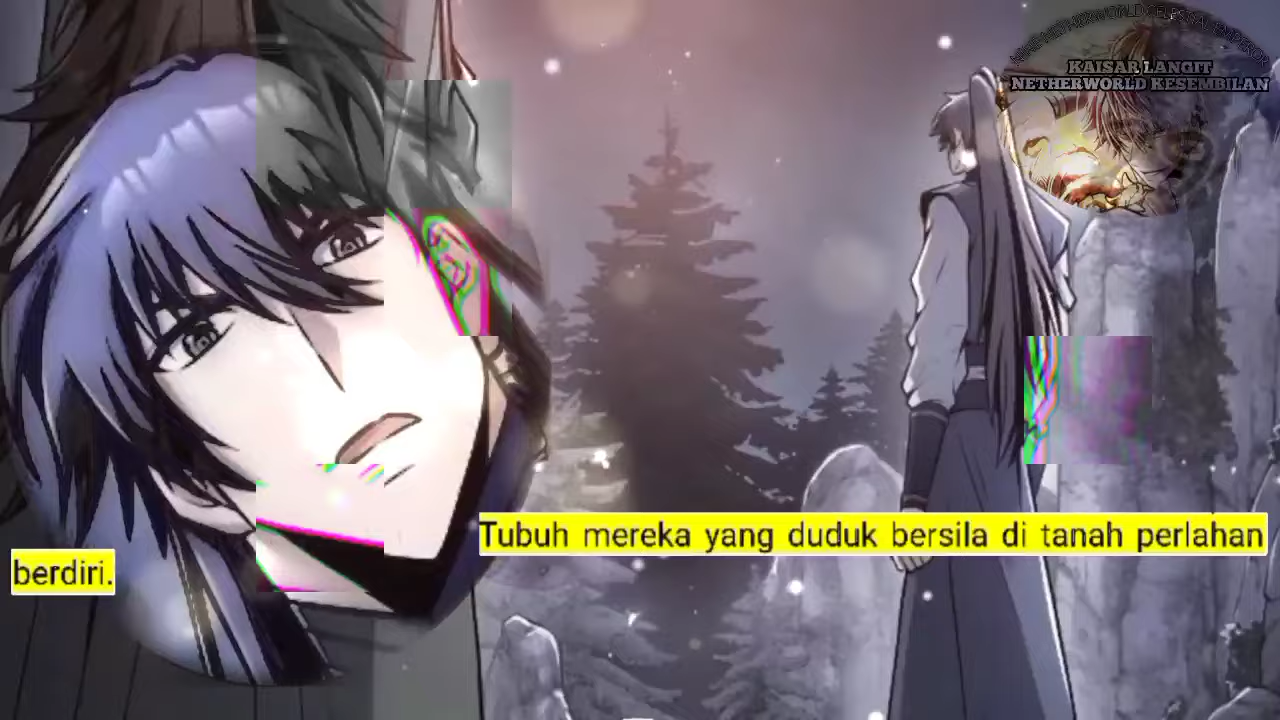 KAISAR LANGIT
NETHERWORLD KESEMBILAN
Tubuh mereka yang duduk bersila di tanah perlahan
berdiri.